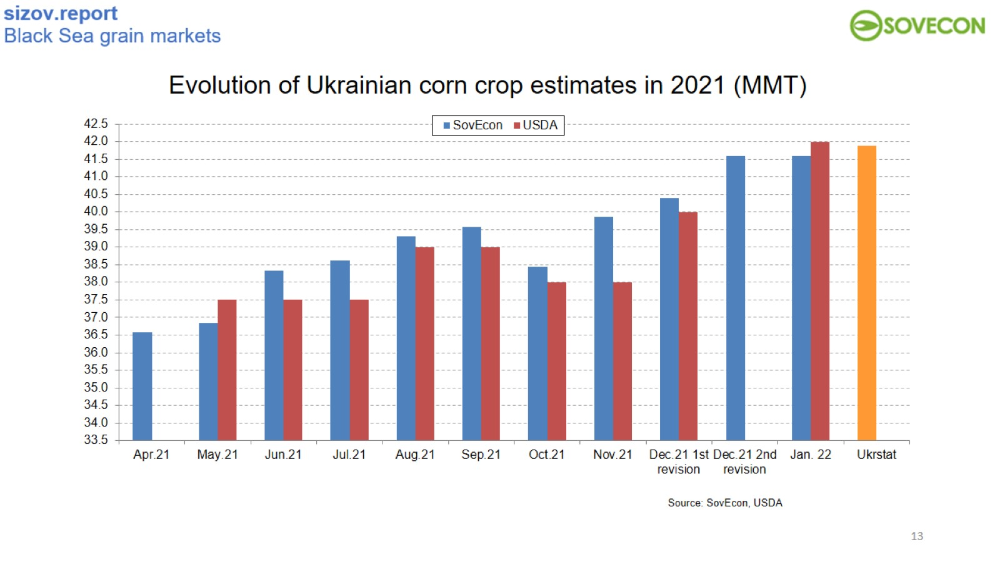 sizov.report
Black Sea grain markets
SOVECON
Evolution of Ukrainian corn crop estimates in 2021 (MMT)
SovEcon USDA
42.5
42.0
41.5
41.0
40.5
40.0
39.5
39.0
38.5
38.0
37.5
37.0
36.5
36.0
35.5
35.0
34.5
34.0
33.5
Apr.21 May.21 Jun.21 Jul.21 Aug.21 Sep.21 Oct.21 Nov.21 Dec.21 1st Dec.21 2nd Jan. 22 Ukrstat
revision revision
Source: SovEcon, USDA
13